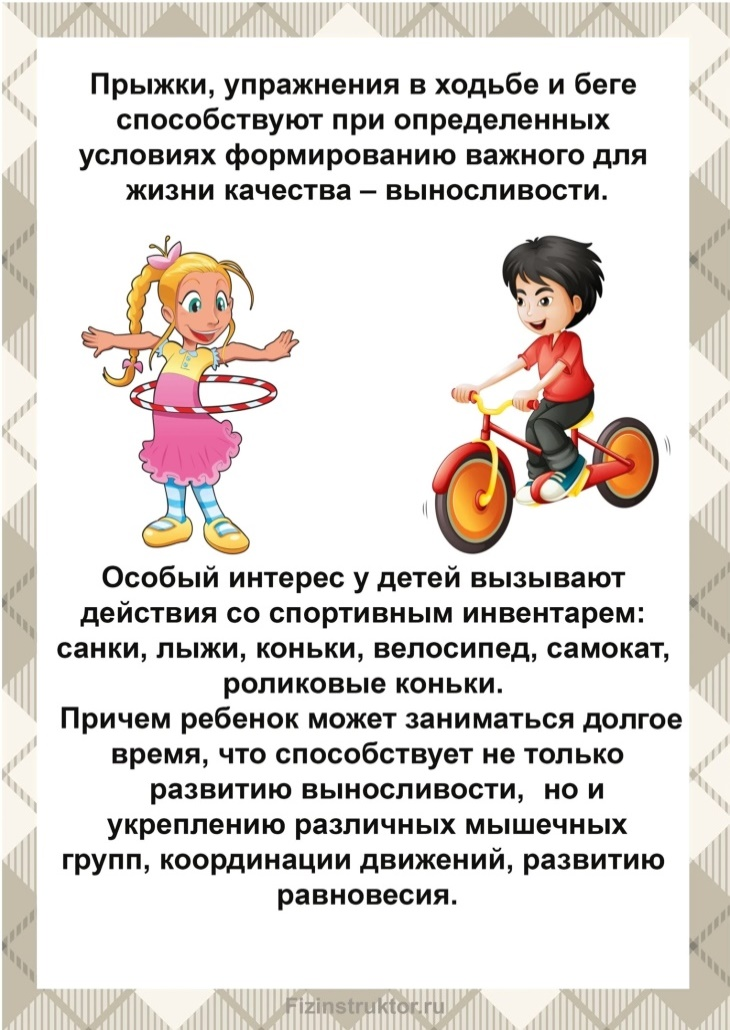 Прыжки, упражнения в ходьбе и беге
способствуют при определенных
условиях формированию важного для
жизни качества – выносливости.
Особый интерес у детей вызывают
действия со спортивным инвентарем:
санки, лыжи, коньки, велосипед, самокат,
роликовые коньки.
Причем ребенок может заниматься долгое
время, что способствует не только
развитию выносливости, но и
укреплению различных мышечных
групп, координации движений, развитию
равновесия.
Fizinstruktor.ru